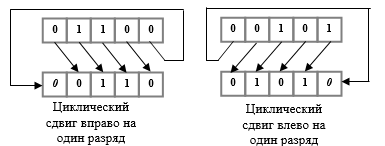 0 1 1 0 0
0 0 1 1 0
Циклический
сдвиг вправо на
один разряд
0 0 1 0 1
0 1 0 1 0
Циклический
сдвиг влево на
один разряд